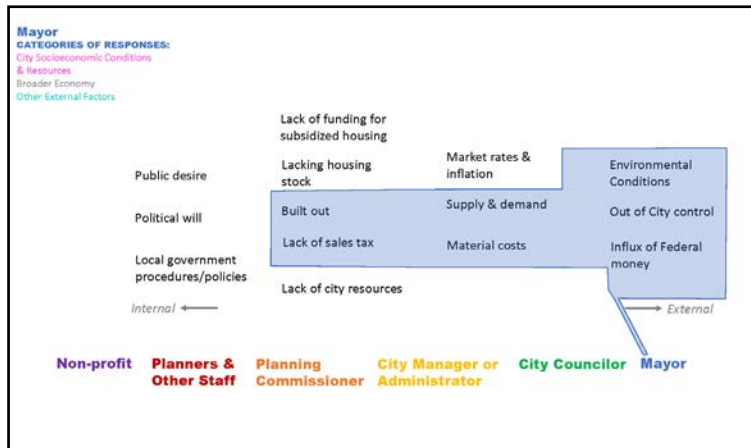 Mayor
CATEGORIES OF RESPONSES:
City Socioeconomic Conditions
& Resources
Broader Economy
Other External Factors
Public desire
Political will
Local government
procedures/policies
Lack of funding for
subsidized housing
Lacking housing
stock
Built out
Lack of sales tax
Lack of city resources
Market rates &
inflation
Supply & demand
Material costs
Environmental
Conditions
Out of City control
Influx of Federal
money
Internal
External
Non-profit
Planners &
Other Staff
Planning
Commissioner
City Manager or
Administrator
City Councilor
Mayor